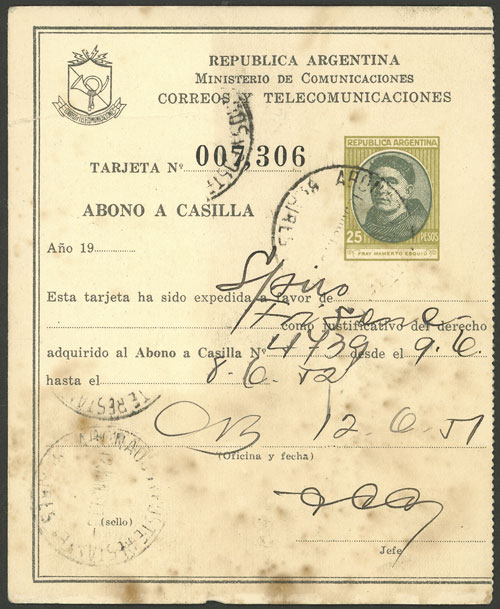 REPUBLICA ARGENTINA
MINISTERIO DE COMUNICACIONES
CORREOS Y TELECOMUNICACIONES
TARJETA Nº 007,306
REPUBLICA ARGENTINA
25 PESOS
FRAY MAMERTO ESQUIÚ
ABONO A CASILLA
Año 19
Esta tarjeta ha sido expedida a favor de Spiro
como justificativo del derecho
adquirido al Abono a Casilla Nº 4739 desde el 9.6.
hasta el 8-6.52
12.6.51
(Oficina y fecha)
(sello)
Jefe